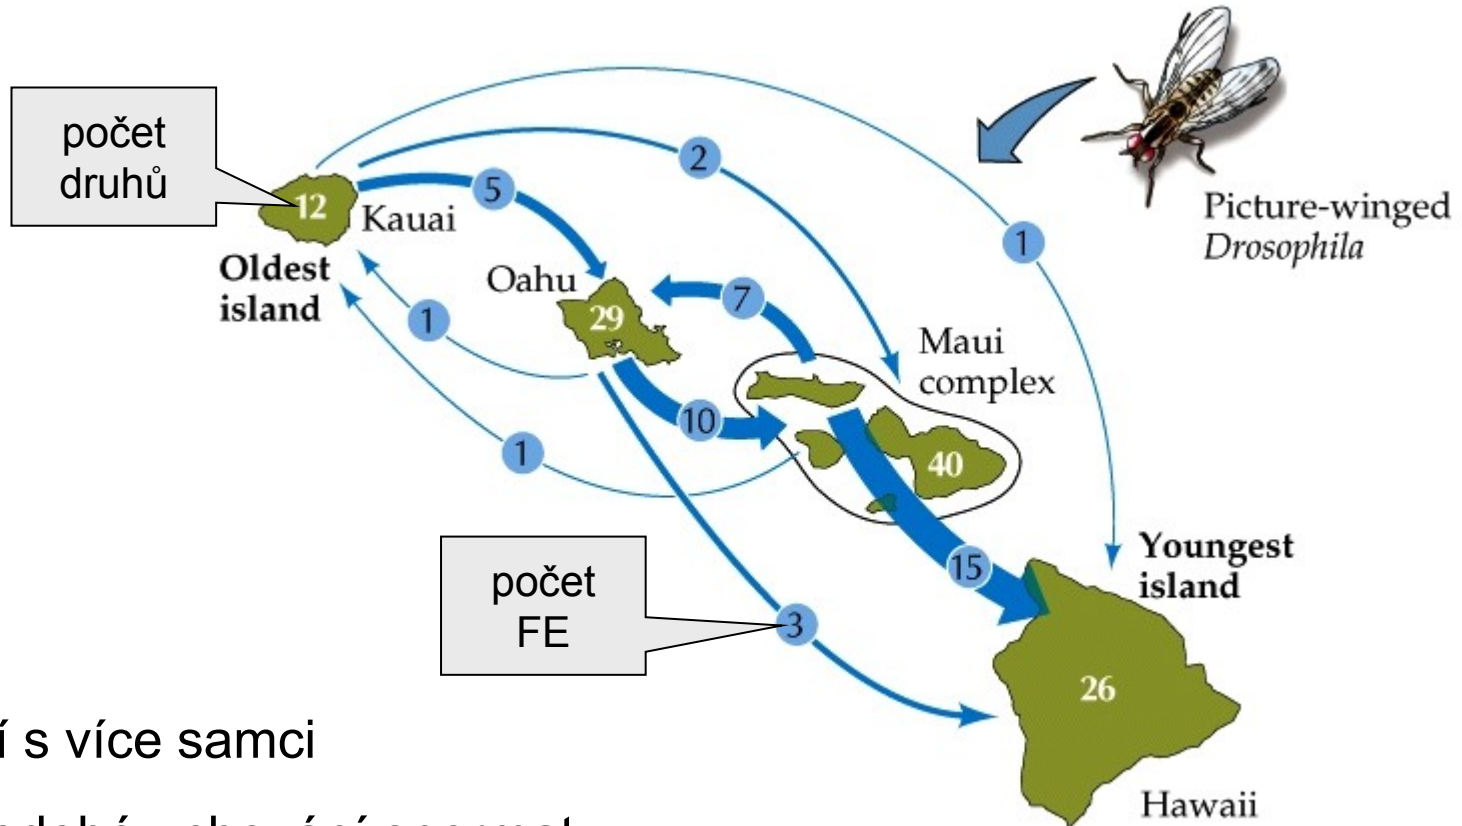 počet
druhů
12
Kauai
Oldest
island
5
2
1
Picture-winged
Drosophila
Oahu
29
7
1
Maui
complex
10
1
40
15
Youngest
island
počet
FE
3
26
Hawaii
í s více samci